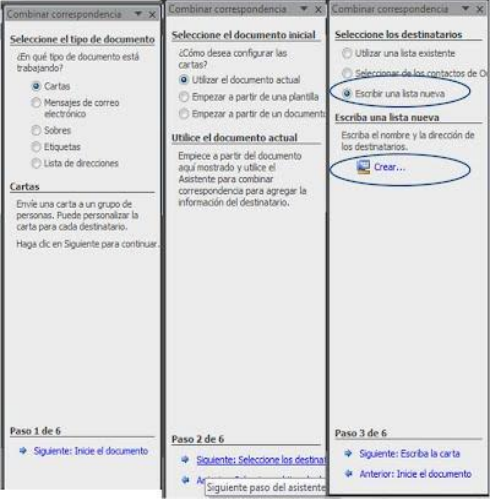 Combinar correspondencia
Seleccione el tipo de documento
¿En qué tipo de documento está
trabajando?
Cartas
Mensajes de correo
electrónico
Sobres
Etiquetas
Lista de direcciones
Cartas
Envíe una carta a un grupo de
personas. Puede personalizar la
carta para cada destinatario.
Haga clic en Siguiente para continuar.
Paso 1 de 6
Siguiente: Inicie el documento
Combinar correspondencia
Seleccione el documento inicial
¿Cómo desea configurar las
cartas?
Utilizar el documento actual
Empezar a partir de una plantilla
Empezar a partir de un document
Utilice el documento actual
Empiece a partir del documento
aquí mostrado y utilice el
Asistente para combinar
correspondencia para agregar la
información del destinatario.
Paso 2 de 6
Siguiente: Seleccione los destinat
Siguiente paso del asistente
Combinar correspondencia
Seleccione los destinatarios
Utilizar una lista existente
Seleccionar de los contactos de O
Escribir una lista nueva
Escriba una lista nueva
Escriba el nombre y la dirección de
los destinatarios.
Crear...
Paso 3 de 6
Siguiente: Escriba la carta
Anterior: Inicie el documento